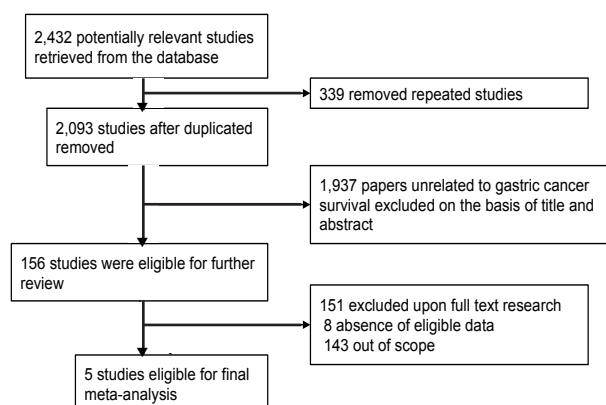 2,432 potentially relevant studies
retrieved from the database
339 removed repeated studies
2,093 studies after duplicated
removed
1,937 papers unrelated to gastric cancer
survival excluded on the basis of title and
abstract
156 studies were eligible for further
review
151 excluded upon full text research
8 absence of eligible data
143 out of scope
5 studies eligible for final
meta-analysis